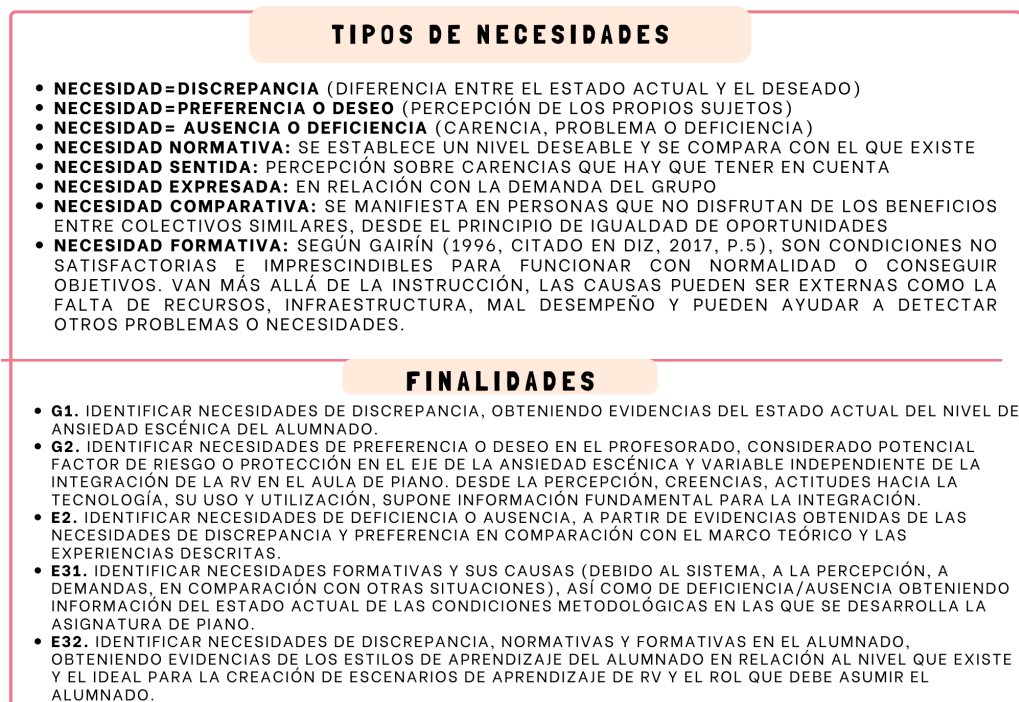 TIPOS DE NECESIDADES
• NECESIDAD=DISCREPANCIA (DIFERENCIA ENTRE EL ESTADO ACTUAL Y EL DESEADO)
• NECESIDAD=PREFERENCIA O DESEO (PERCEPCIÓN DE LOS PROPIOS SUJETOS)
• NECESIDAD= AUSENCIA O DEFICIENCIA (CARENCIA, PROBLEMA O DEFICIENCIA)
• NECESIDAD NORMATIVA: SE ESTABLECE UN NIVEL DESEABLE Y SE COMPARA CON EL QUE EXISTE
• NECESIDAD SENTIDA: PERCEPCIÓN SOBRE CARENCIAS QUE HAY QUE TENER EN CUENTA
• NECESIDAD EXPRESADA: EN RELACIÓN CON LA DEMANDA DEL GRUPO
• NECESIDAD COMPARATIVA: SE MANIFIESTA EN PERSONAS QUE NO DISFRUTAN DE LOS BENEFICIOS
ENTRE COLECTIVOS SIMILARES, DESDE EL PRINCIPIO DE IGUALDAD DE OPORTUNIDADES
• NECESIDAD FORMATIVA: SEGÚN GAIRÍN (1996, CITADO EN DIZ, 2017, P.5), SON CONDICIONES NO
SATISFACTORIAS E IMPRESCINDIBLES PARA FUNCIONAR CON NORMALIDAD O CONSEGUIR
OBJETIVOS. VAN MÁS ALLÁ DE LA INSTRUCCIÓN, LAS CAUSAS PUEDEN SER EXTERNAS COMO LA
FALTA DE RECURSOS, INFRAESTRUCTURA, MAL DESEMPEÑO Y PUEDEN AYUDAR A DETECTAR
OTROS PROBLEMAS O NECESIDADES.
FINALIDADES
• G1. IDENTIFICAR NECESIDADES DE DISCREPANCIA, OBTENIENDO EVIDENCIAS DEL ESTADO ACTUAL DEL NIVEL DE
ANSIEDAD ESCÉNICA DEL ALUMNADO.
• G2. IDENTIFICAR NECESIDADES DE PREFERENCIA O DESEO EN EL PROFESORADO, CONSIDERADO POTENCIAL
FACTOR DE RIESGO O PROTECCIÓN EN EL EJE DE LA ANSIEDAD ESCÉNICA Y VARIABLE INDEPENDIENTE DE LA
INTEGRACIÓN DE LA RV EN EL AULA DE PIANO. DESDE LA PERCEPCIÓN, CREENCIAS, ACTITUDES HACIA LA
TECNOLOGÍA, SU USO Y UTILIZACIÓN, SUPONE INFORMACIÓN FUNDAMENTAL PARA LA INTEGRACIÓN.
• E2. IDENTIFICAR NECESIDADES DE DEFICIENCIA O AUSENCIA, A PARTIR DE EVIDENCIAS OBTENIDAS DE LAS
NECESIDADES DE DISCREPANCIA Y PREFERENCIA EN COMPARACIÓN CON EL MARCO TEÓRICO Y LAS
EXPERIENCIAS DESCRITAS.
• E31. IDENTIFICAR NECESIDADES FORMATIVAS Y SUS CAUSAS (DEBIDO AL SISTEMA, A LA PERCEPCIÓN, A
DEMANDAS, EN COMPARACIÓN CON OTRAS SITUACIONES), ASÍ COMO DE DEFICIENCIA/AUSENCIA OBTENIENDO
INFORMACIÓN DEL ESTADO ACTUAL DE LAS CONDICIONES METODOLÓGICAS EN LAS QUE SE DESARROLLA LA
ASIGNATURA DE PIANO.
• E32. IDENTIFICAR NECESIDADES DE DISCREPANCIA, NORMATIVAS Y FORMATIVAS EN EL ALUMNADO,
OBTENIENDO EVIDENCIAS DE LOS ESTILOS DE APRENDIZAJE DEL ALUMNADO EN RELACIÓN AL NIVEL QUE EXISTE
Y EL IDEAL PARA LA CREACIÓN DE ESCENARIOS DE APRENDIZAJE DE RV Y EL ROL QUE DEBE ASUMIR EL
ALUMNADO.